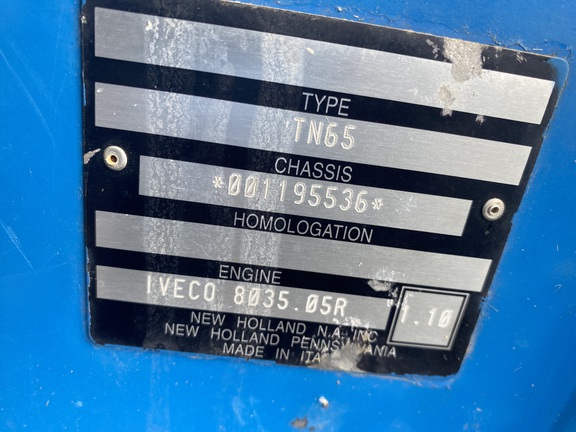 TYPE
TN65
CHASSIS
*001195536*
HOMOLOGATION
ENGINE
IVECO 8035.05R
1.10
NEW HOLLAND N.A. INC
NEW HOLLAND PENNSYLVANIA
MADE IN